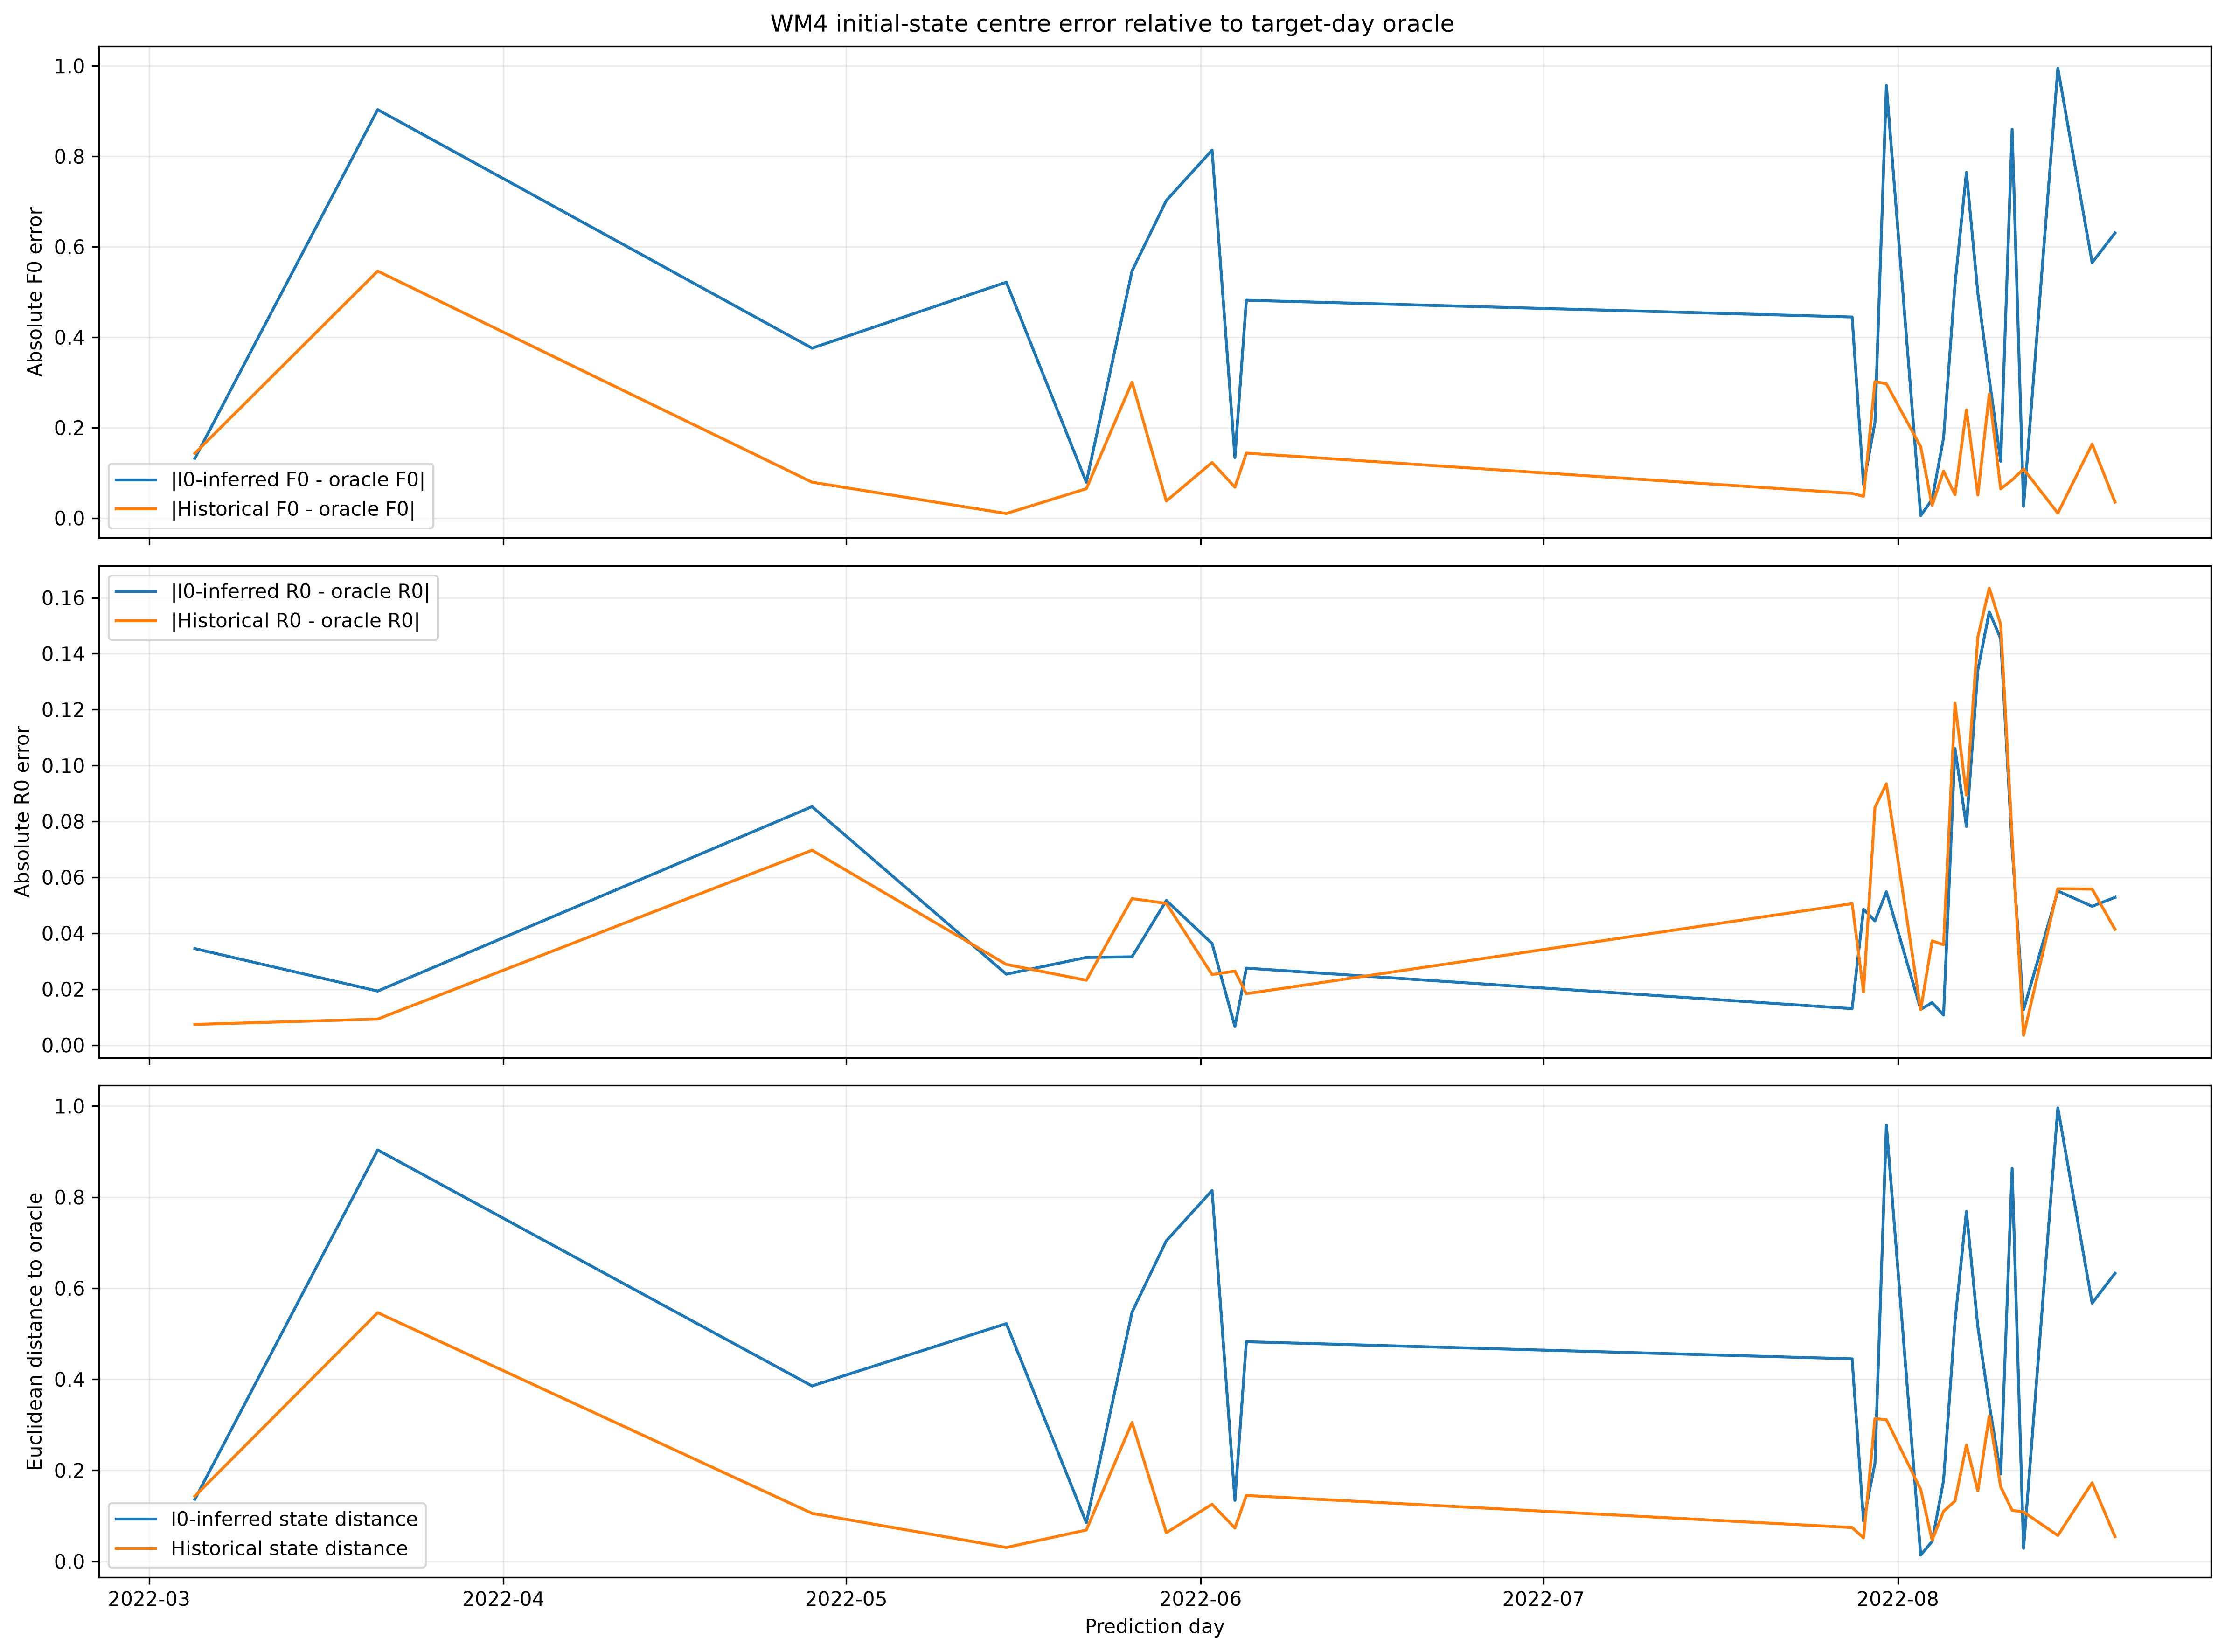 WM4 initial-state centre error relative to target-day oracle
1.0
0.8
0.6
0.4
0.2
0.0
Absolute F0 error
|I0-inferred F0 - oracle F0|
|Historical F0 - oracle F0|
|I0-inferred R0 - oracle R0|
|Historical R0 - oracle R0|
0.16
0.14
0.12
0.10
0.08
0.06
0.04
0.02
0.00
Absolute R0 error
1.0
0.8
0.6
0.4
0.2
0.0
Euclidean distance to oracle
I0-inferred state distance
Historical state distance
2022-03 2022-04 2022-05 2022-06 2022-07 2022-08
Prediction day